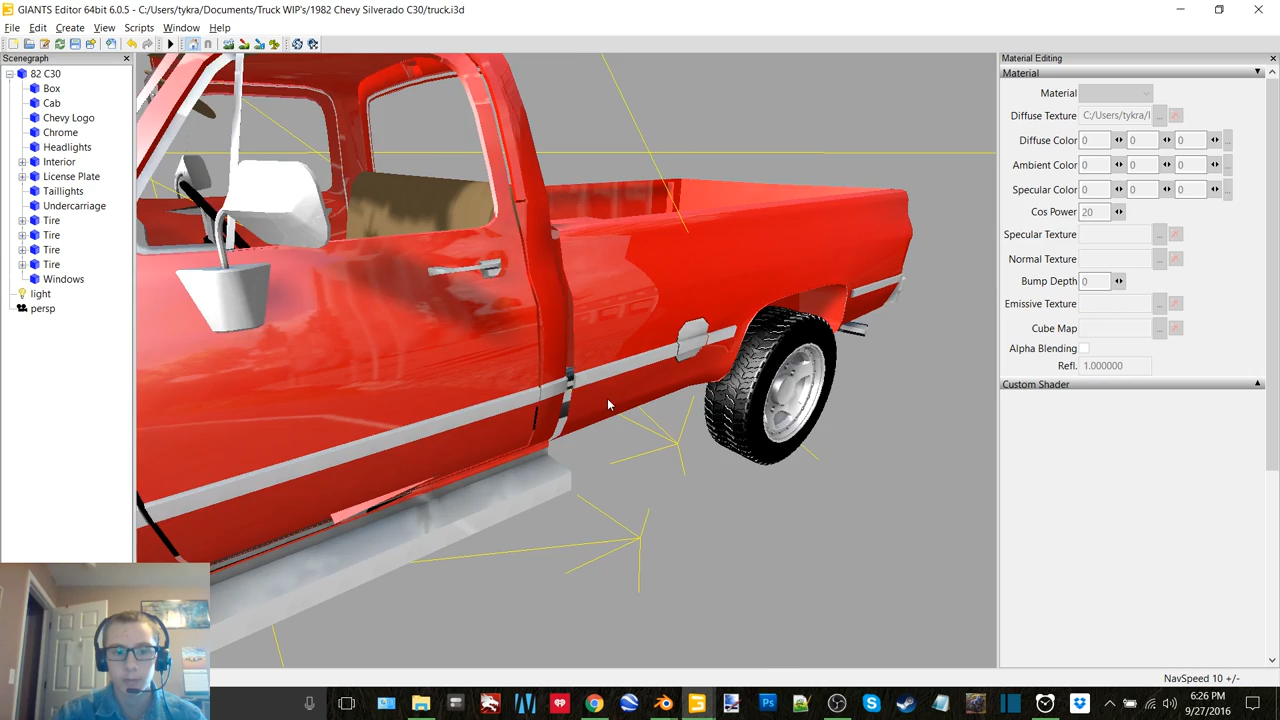 GIANTS Editor 64bit 6.0.5 - C:/Users/tykra/Documents/Truck WIP's/1982 Chevy Silverado C30/truck.i3d
File Edit Create View Scripts Window Help
Scenegraph
82 C30
Box
Cab
Chevy Logo
Chrome
Headlights
Interior
License Plate
Taillights
Undercarriage
Tire
Tire
Tire
Tire
Windows
light
persp
Material Editing
Material
Material
Diffuse Texture C:/Users/tykra/I ...
Diffuse Color 0 0 0 ...
Ambient Color 0 0 0 ...
Specular Color 0 0 0 ...
Cos Power 20
Specular Texture ...
Normal Texture ...
Bump Depth 0
Emissive Texture ...
Cube Map ...
Alpha Blending
Refl. 1.000000
Custom Shader
NavSpeed 10 +/-
6:26 PM
9/27/2016